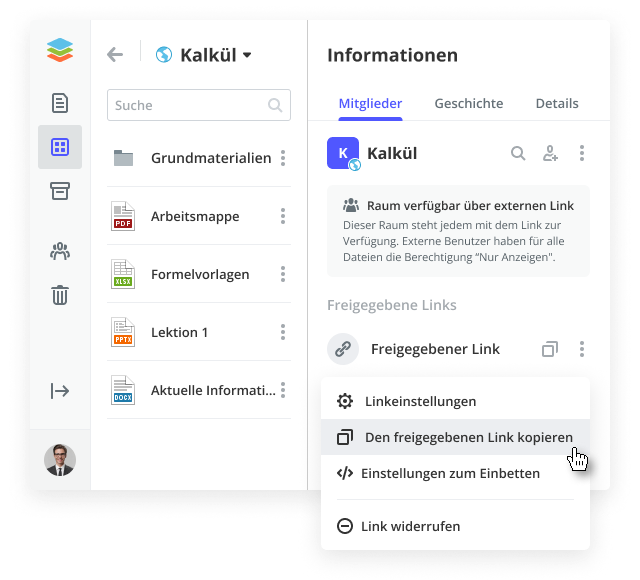 Kalkül
Suche
Grundmaterialien
PDF
Arbeitsmappe
XLSX
Formelvorlagen
PPTX
Lektion 1
DOCX
Aktuelle Informati...
Informationen
Mitglieder
Geschichte
Details
K
Kalkül
Raum verfügbar über externen Link
Dieser Raum steht jedem mit dem Link zur
Verfügung. Externe Benutzer haben für alle
Dateien die Berechtigung “Nur Anzeigen".
Freigegebene Links
Freigegebener Link
Linkeinstellungen
Den freigegebenen Link kopieren
Einstellungen zum Einbetten
Link widerrufen